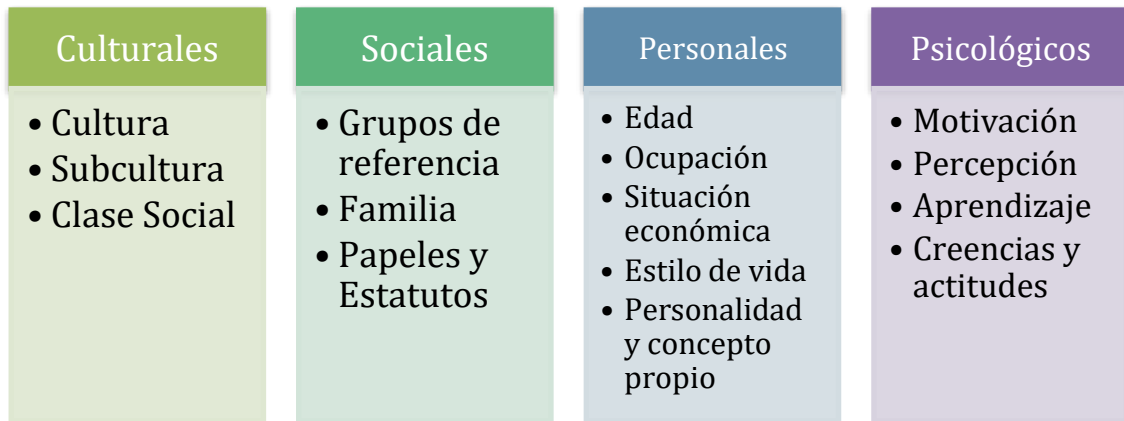 Culturales
• Cultura
• Subcultura
• Clase Social
Sociales
• Grupos de
referencia
• Familia
• Papeles y
Estatutos
Personales
• Edad
• Ocupación
• Situación
económica
• Estilo de vida
• Personalidad
y concepto
propio
Psicológicos
• Motivación
• Percepción
• Aprendizaje
• Creencias y
actitudes